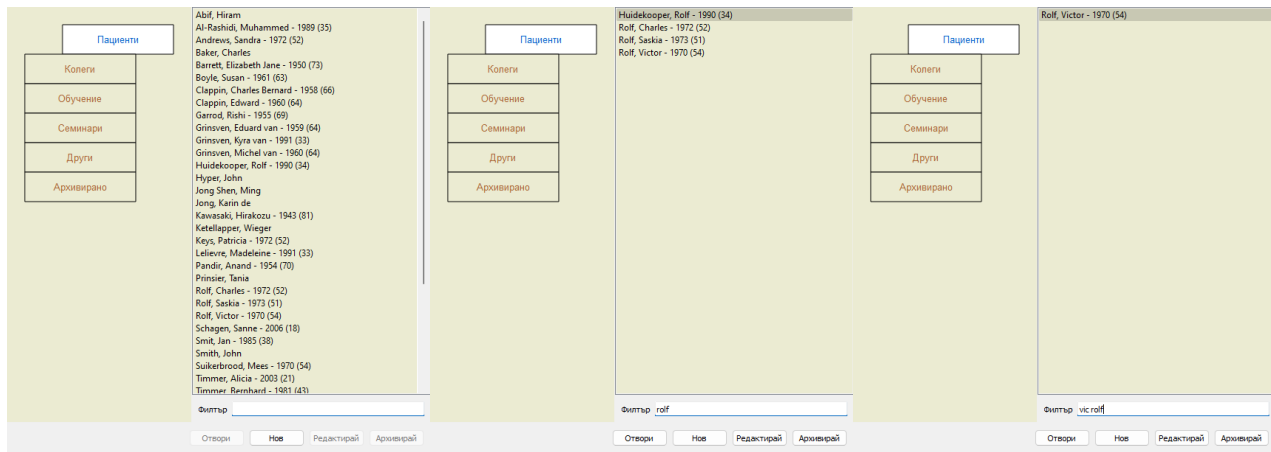 Пациенти
Колеги
Обучение
Семинари
Други
Архивирано
Abif, Hiram
Al-Rashidi, Muhammed - 1989 (35)
Andrews, Sandra - 1972 (52)
Baker, Charles
Barrett, Elizabeth Jane - 1950 (73)
Boyle, Susan - 1961 (63)
Clappin, Charles Bernard - 1958 (66)
Clappin, Edward - 1960 (64)
Garrod, Rishi - 1955 (69)
Grinsven, Eduard van - 1959 (64)
Grinsven, Kyra van - 1991 (33)
Grinsven, Michel van - 1960 (64)
Huidekooper, Rolf - 1990 (34)
Hyper, John
Jong Shen, Ming
Jong, Karin de
Kawasaki, Hirakozu - 1943 (81)
Ketellapper, Wieger
Keys, Patricia - 1972 (52)
Lelievre, Madeleine - 1991 (33)
Pandir, Anand - 1954 (70)
Prinsier, Tania
Rolf, Charles - 1972 (52)
Rolf, Saskia - 1973 (51)
Rolf, Victor - 1970 (54)
Schagen, Sanne - 2006 (18)
Smit, Jan - 1985 (38)
Smith, John
Suikerbrood, Mees - 1970 (54)
Timmer, Alicia - 2003 (21)
Timmer, Bernhard - 1981 (43)
Филтър
Отвори Нов Редактирай Архивирай
Пациенти
Колеги
Обучение
Семинари
Други
Архивирано
Huidekooper, Rolf - 1990 (34)
Rolf, Charles - 1972 (52)
Rolf, Saskia - 1973 (51)
Rolf, Victor - 1970 (54)
Филтър rolf
Отвори Нов Редактирай Архивирай
Пациенти
Колеги
Обучение
Семинари
Други
Архивирано
Rolf, Victor - 1970 (54)
Филтър vic rolf
Отвори Нов Редактирай Архивирай